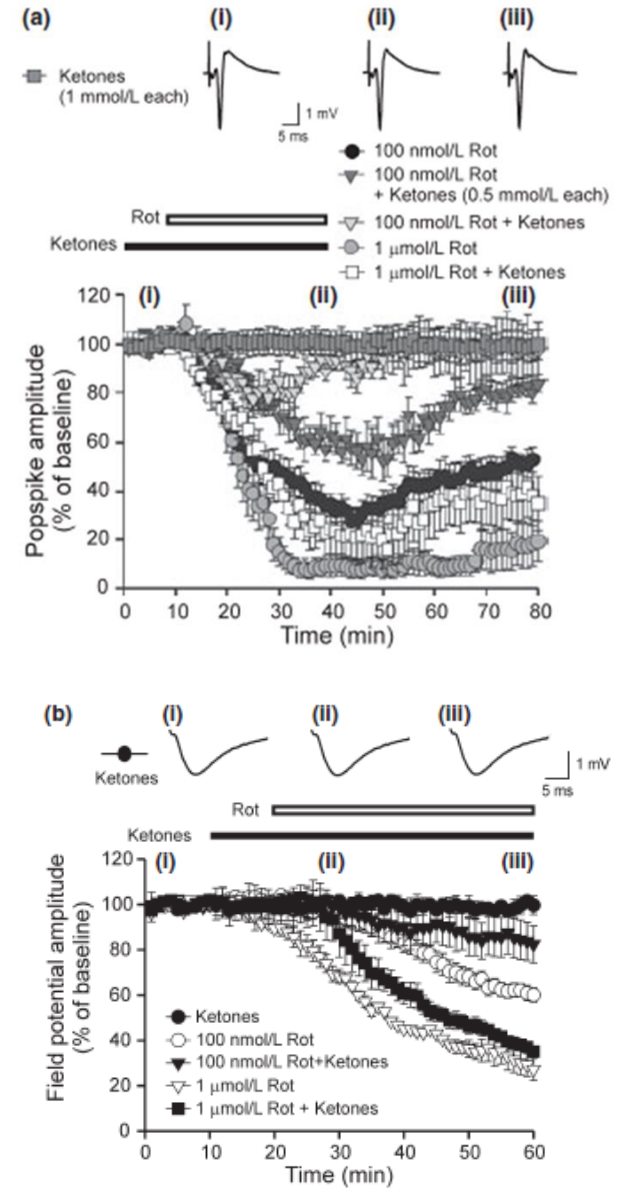 (a)
(i)
(ii)
(iii)
Ketones
(1 mmol/L each)
1 mV
5 ms
100 nmol/L Rot
100 nmol/L Rot
+ Ketones (0.5 mmol/L each)
100 nmol/L Rot + Ketones
1 μmol/L Rot
1 μmol/L Rot + Ketones
Rot
Ketones
(i)
(ii)
(iii)
120
100
80
60
40
20
0
Popspike amplitude
(% of baseline)
0 10 20 30 40 50 60 70 80
Time (min)
(b)
(i)
(ii)
(iii)
Ketones
1 mV
5 ms
Rot
Ketones
(i)
(ii)
(iii)
120
100
80
60
40
20
0
Field potential amplitude
(% of baseline)
Ketones
100 nmol/L Rot
100 nmol/L Rot+Ketones
1 μmol/L Rot
1 μmol/L Rot + Ketones
0 10 20 30 40 50 60
Time (min)